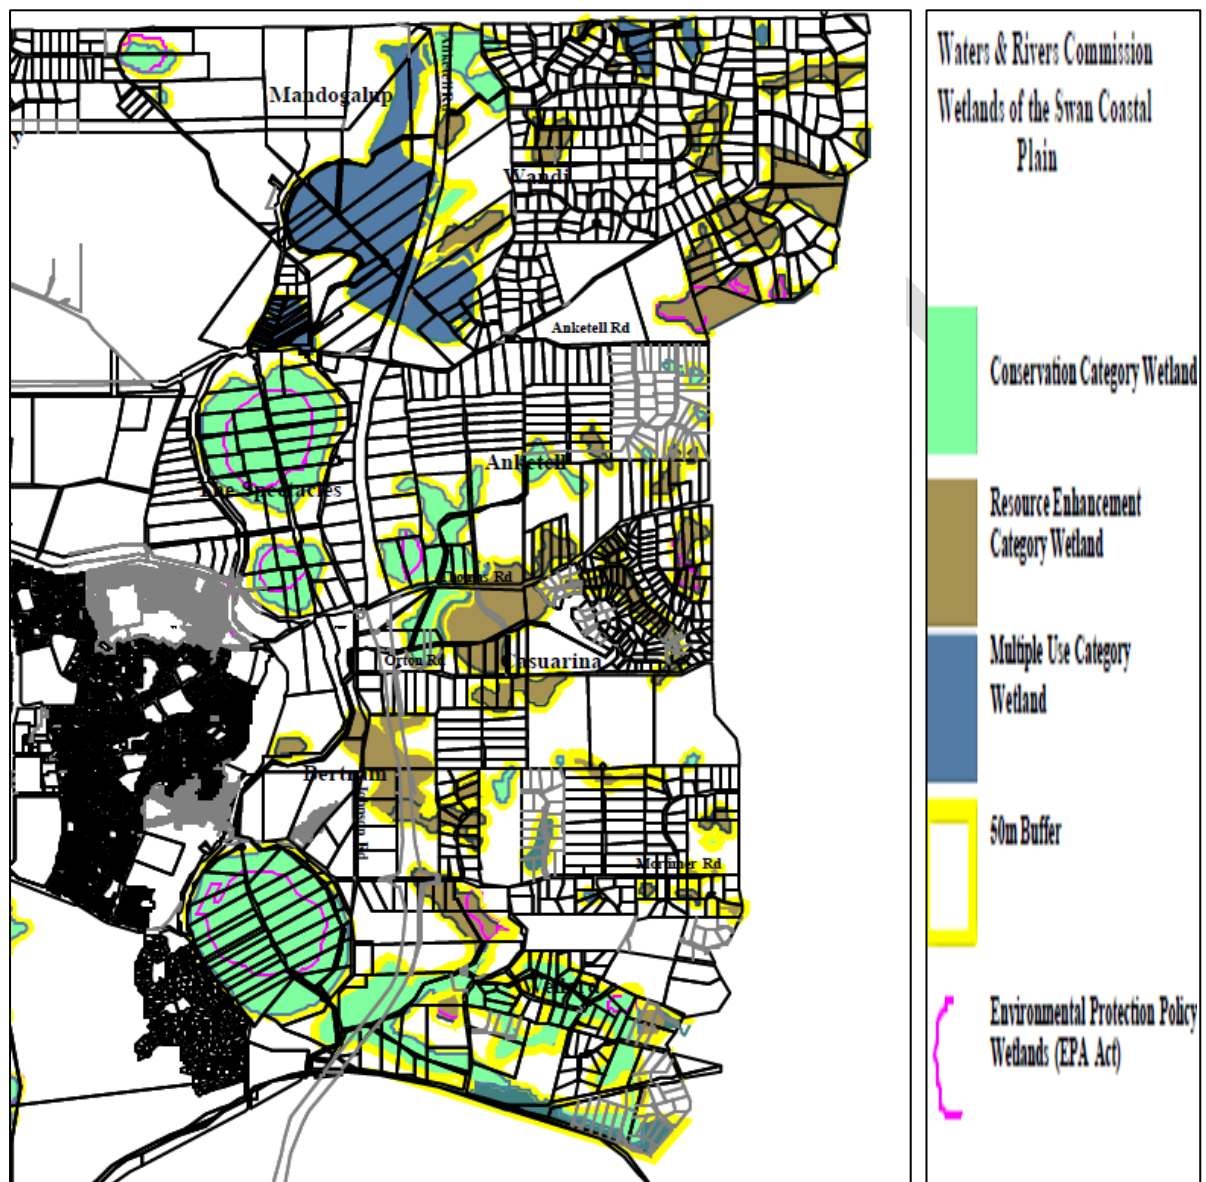 Mandogalup
Wandi
Anketell Rd
Anketell
The Spectacles
Thomas Rd
Orton Rd
Casuarina
Bertram
Mortimer Rd
Waters & Rivers Commission
Wetlands of the Swan Coastal
Plain
Conservation Category Wetland
Resource Enhancement
Category Wetland
Multiple Use Category
Wetland
50m Buffer
Environmental Protection Policy
Wetlands (EPA Act)